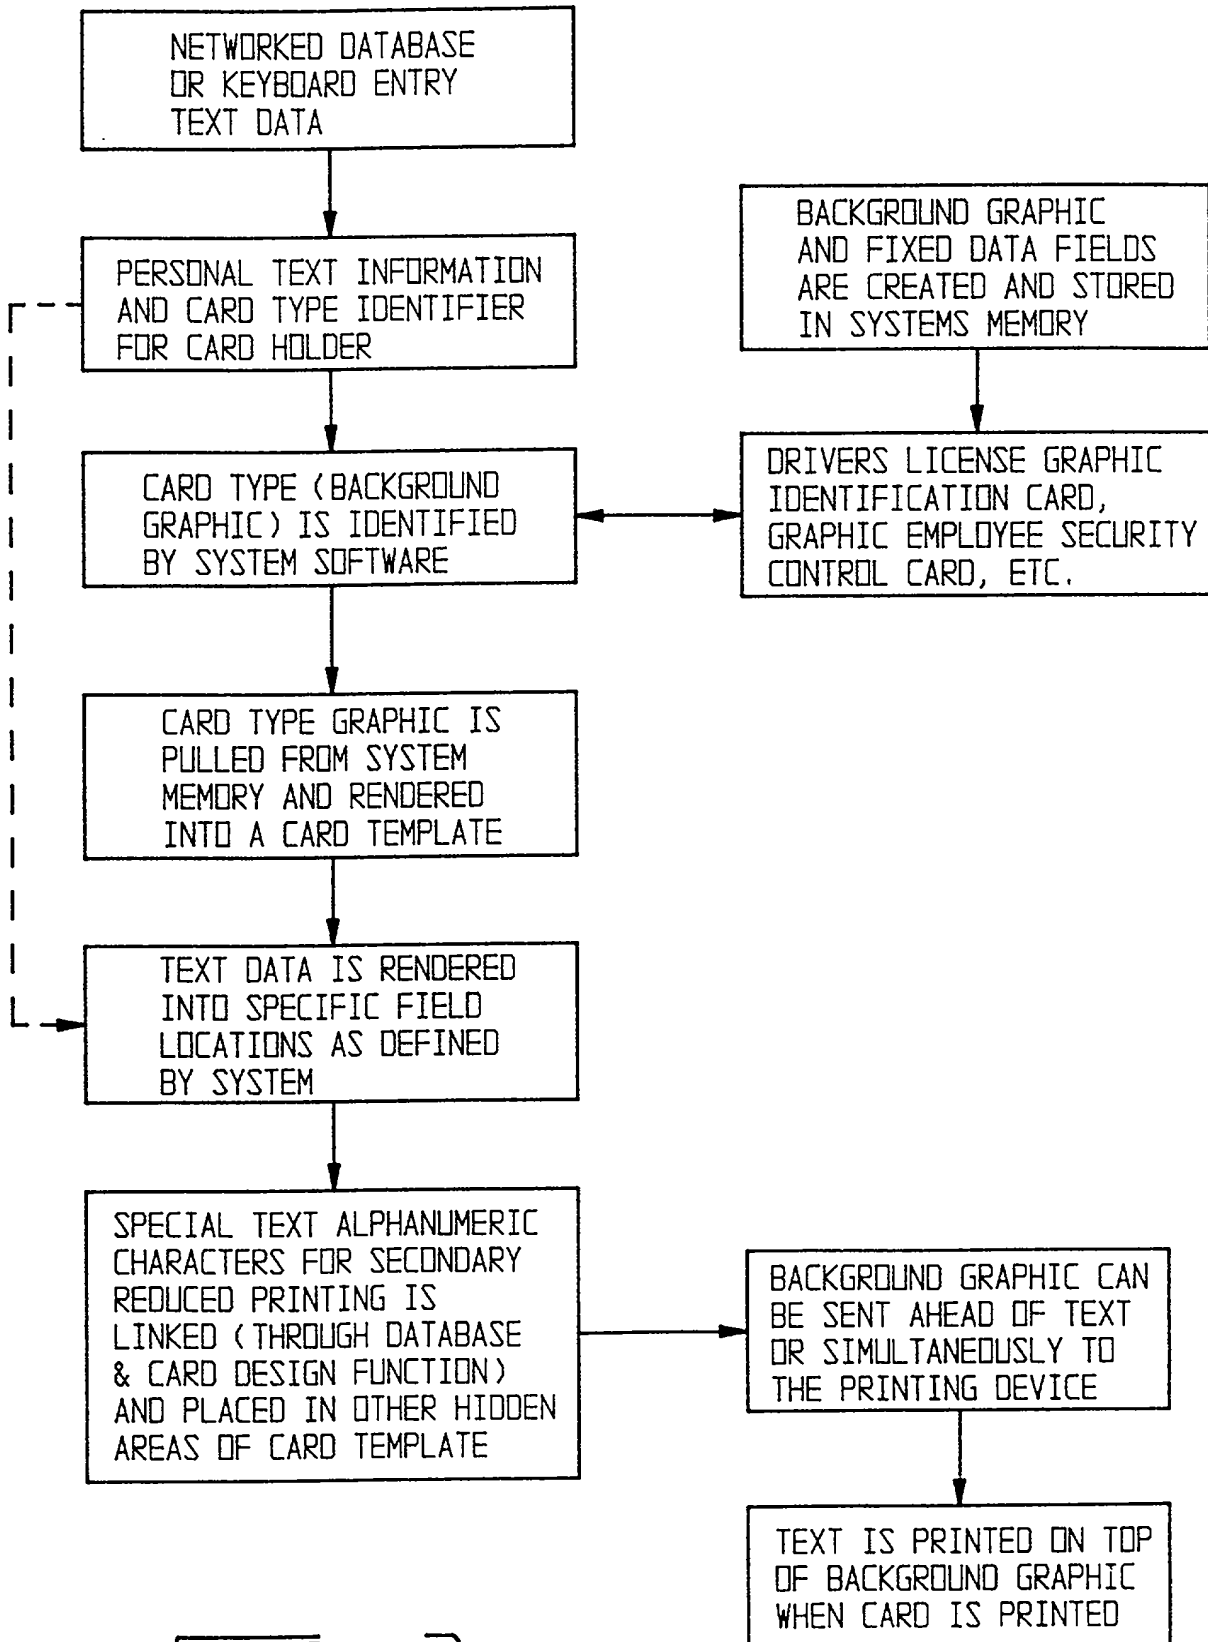 NETWORKED DATABASE
OR KEYBOARD ENTRY
TEXT DATA
PERSONAL TEXT INFORMATION
AND CARD TYPE IDENTIFIER
FOR CARD HOLDER
BACKGROUND GRAPHIC
AND FIXED DATA FIELDS
ARE CREATED AND STORED
IN SYSTEMS MEMORY
CARD TYPE (BACKGROUND
GRAPHIC) IS IDENTIFIED
BY SYSTEM SOFTWARE
DRIVERS LICENSE GRAPHIC
IDENTIFICATION CARD,
GRAPHIC EMPLOYEE SECURITY
CONTROL CARD, ETC.
CARD TYPE GRAPHIC IS
PULLED FROM SYSTEM
MEMORY AND RENDERED
INTO A CARD TEMPLATE
TEXT DATA IS RENDERED
INTO SPECIFIC FIELD
LOCATIONS AS DEFINED
BY SYSTEM
SPECIAL TEXT ALPHANUMERIC
CHARACTERS FOR SECONDARY
REDUCED PRINTING IS
LINKED (THROUGH DATABASE
& CARD DESIGN FUNCTION)
AND PLACED IN OTHER HIDDEN
AREAS OF CARD TEMPLATE
BACKGROUND GRAPHIC CAN
BE SENT AHEAD OF TEXT
OR SIMULTANEOUSLY TO
THE PRINTING DEVICE
TEXT IS PRINTED ON TOP
OF BACKGROUND GRAPHIC
WHEN CARD IS PRINTED